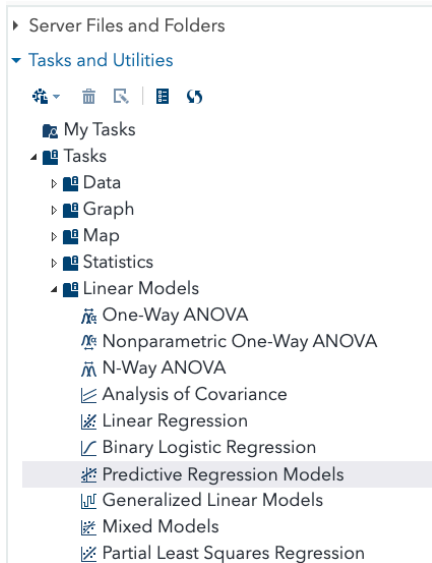 Server Files and Folders
Tasks and Utilities
My Tasks
Tasks
Data
Graph
Map
Statistics
Linear Models
One-Way ANOVA
Nonparametric One-Way ANOVA
N-Way ANOVA
Analysis of Covariance
Linear Regression
Binary Logistic Regression
Predictive Regression Models
Generalized Linear Models
Mixed Models
Partial Least Squares Regression